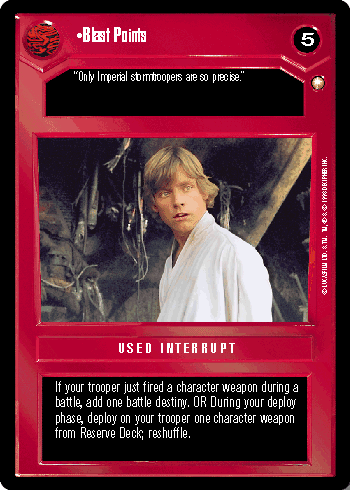 •Blast Points
5
"Only Imperial stormtroopers are so precise."
USED INTERRUPT
If your trooper just fired a character weapon during a
battle, add one battle destiny. OR During your deploy
phase, deploy on your trooper one character weapon
from Reserve Deck; reshuffle.